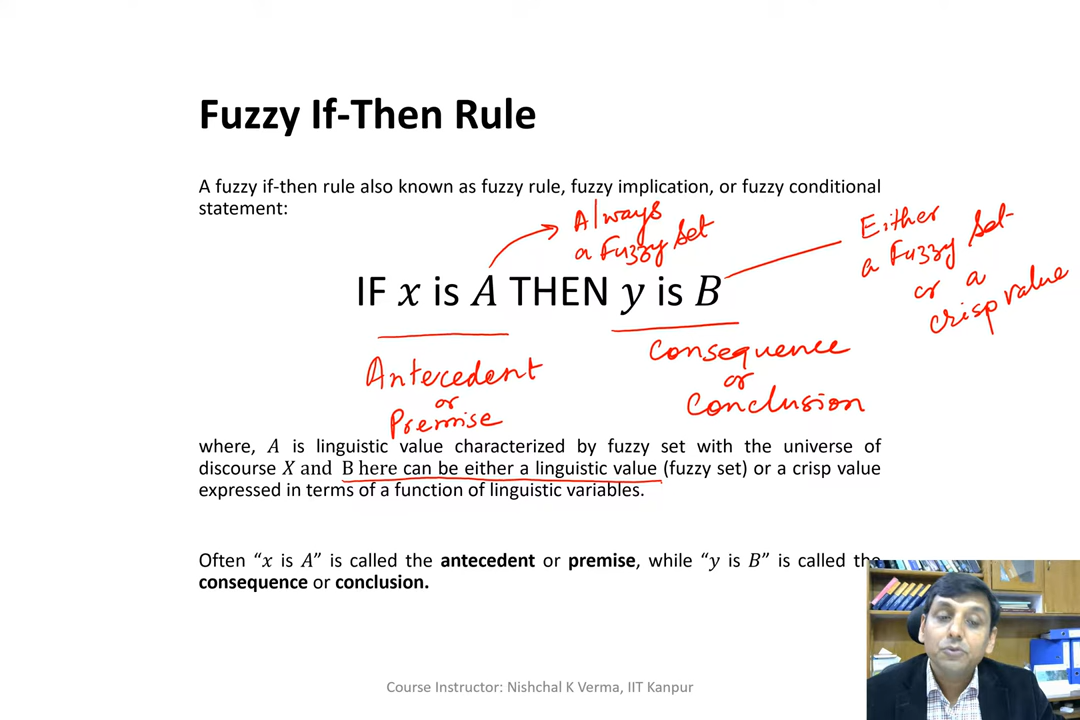 Fuzzy If-Then Rule
A fuzzy if-then rule also known as fuzzy rule, fuzzy implication, or fuzzy conditional
statement:
Always
a Fuzzy Set
Either
a Fuzzy Set
or a
crisp value
IF x is A THEN y is B
Antecedent
or
Premise
Consequence
or
Conclusion
where, A is linguistic value characterized by fuzzy set with the universe of
discourse X and B here can be either a linguistic value (fuzzy set) or a crisp value
expressed in terms of a function of linguistic variables.
Often “x is A” is called the antecedent or premise, while “y is B” is called the
consequence or conclusion.
Course Instructor: Nishchal K Verma, IIT Kanpur